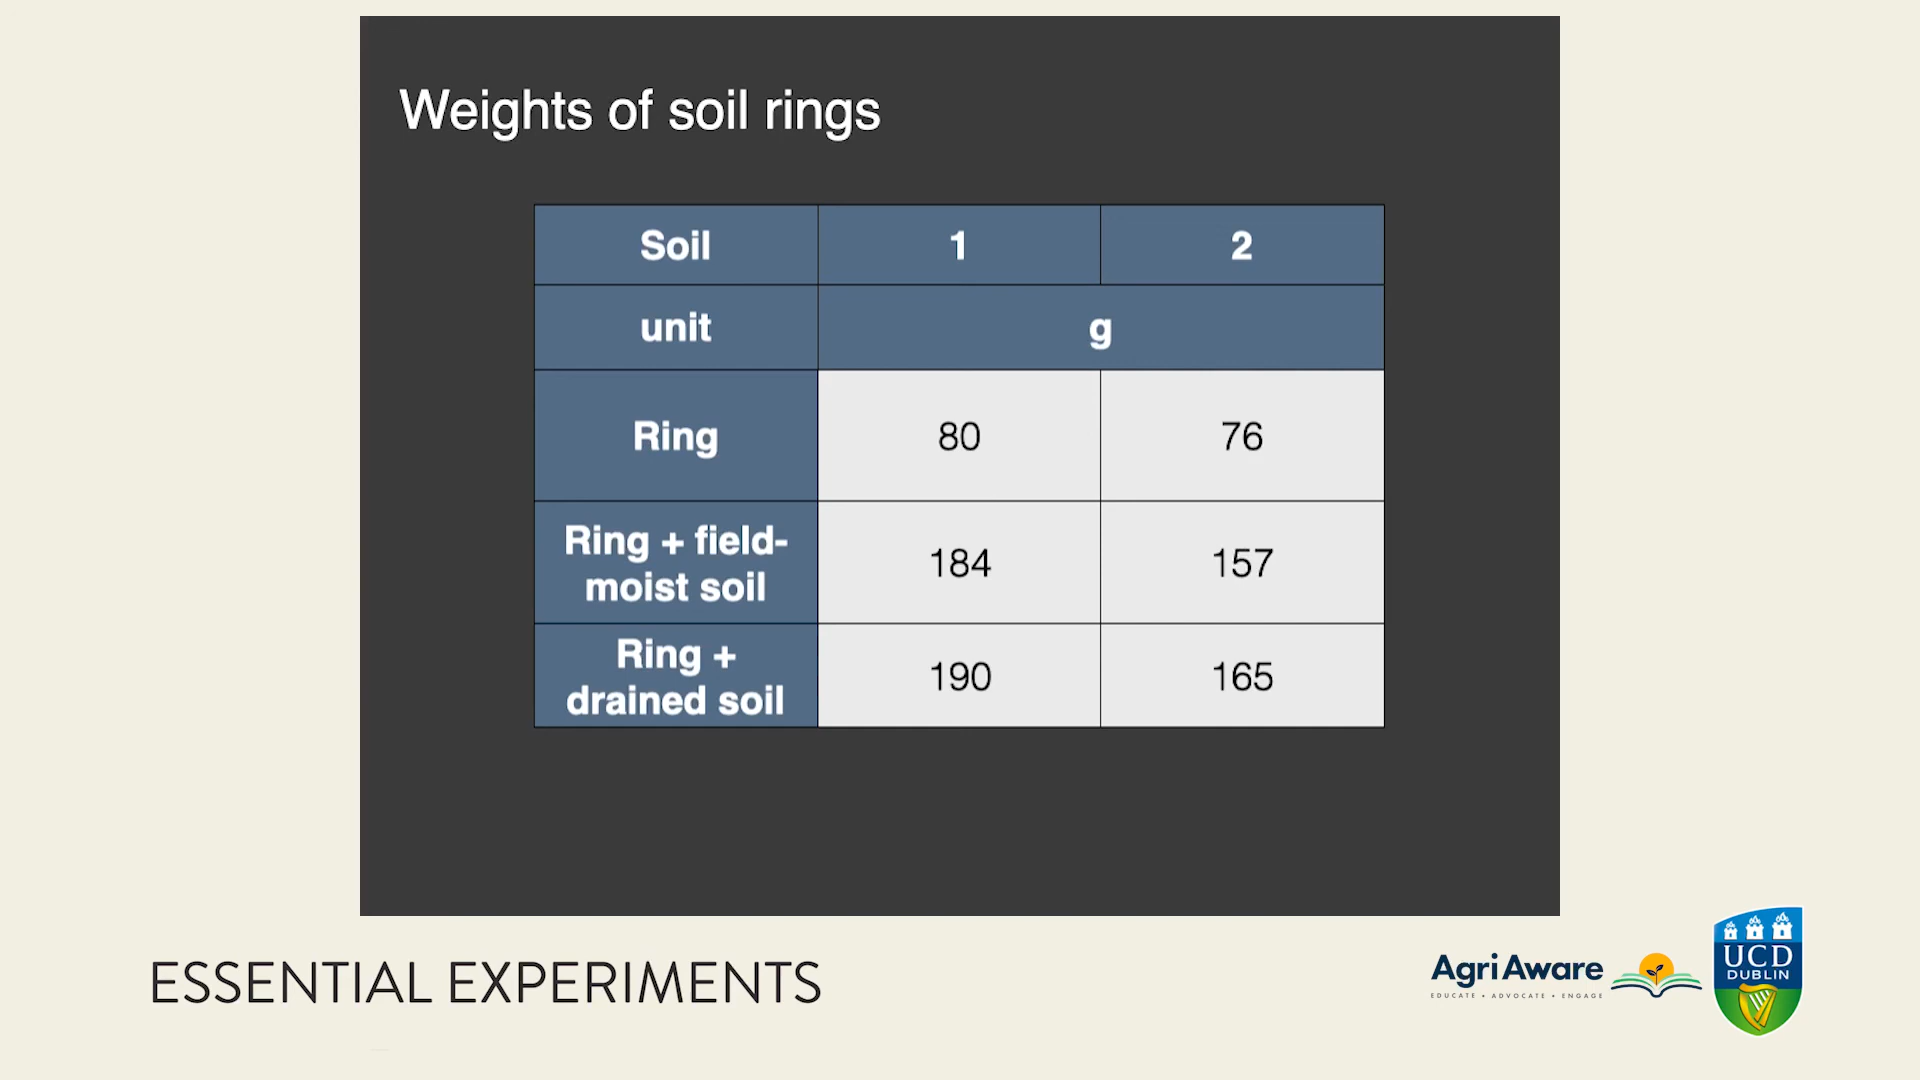 Weights of soil rings
Soil 1 2
unit g
Ring 80 76
Ring + field-
moist soil 184 157
Ring +
drained soil 190 165
ESSENTIAL EXPERIMENTS
AgriAware
EDUCATE • ADVOCATE • ENGAGE
UCD
DUBLIN